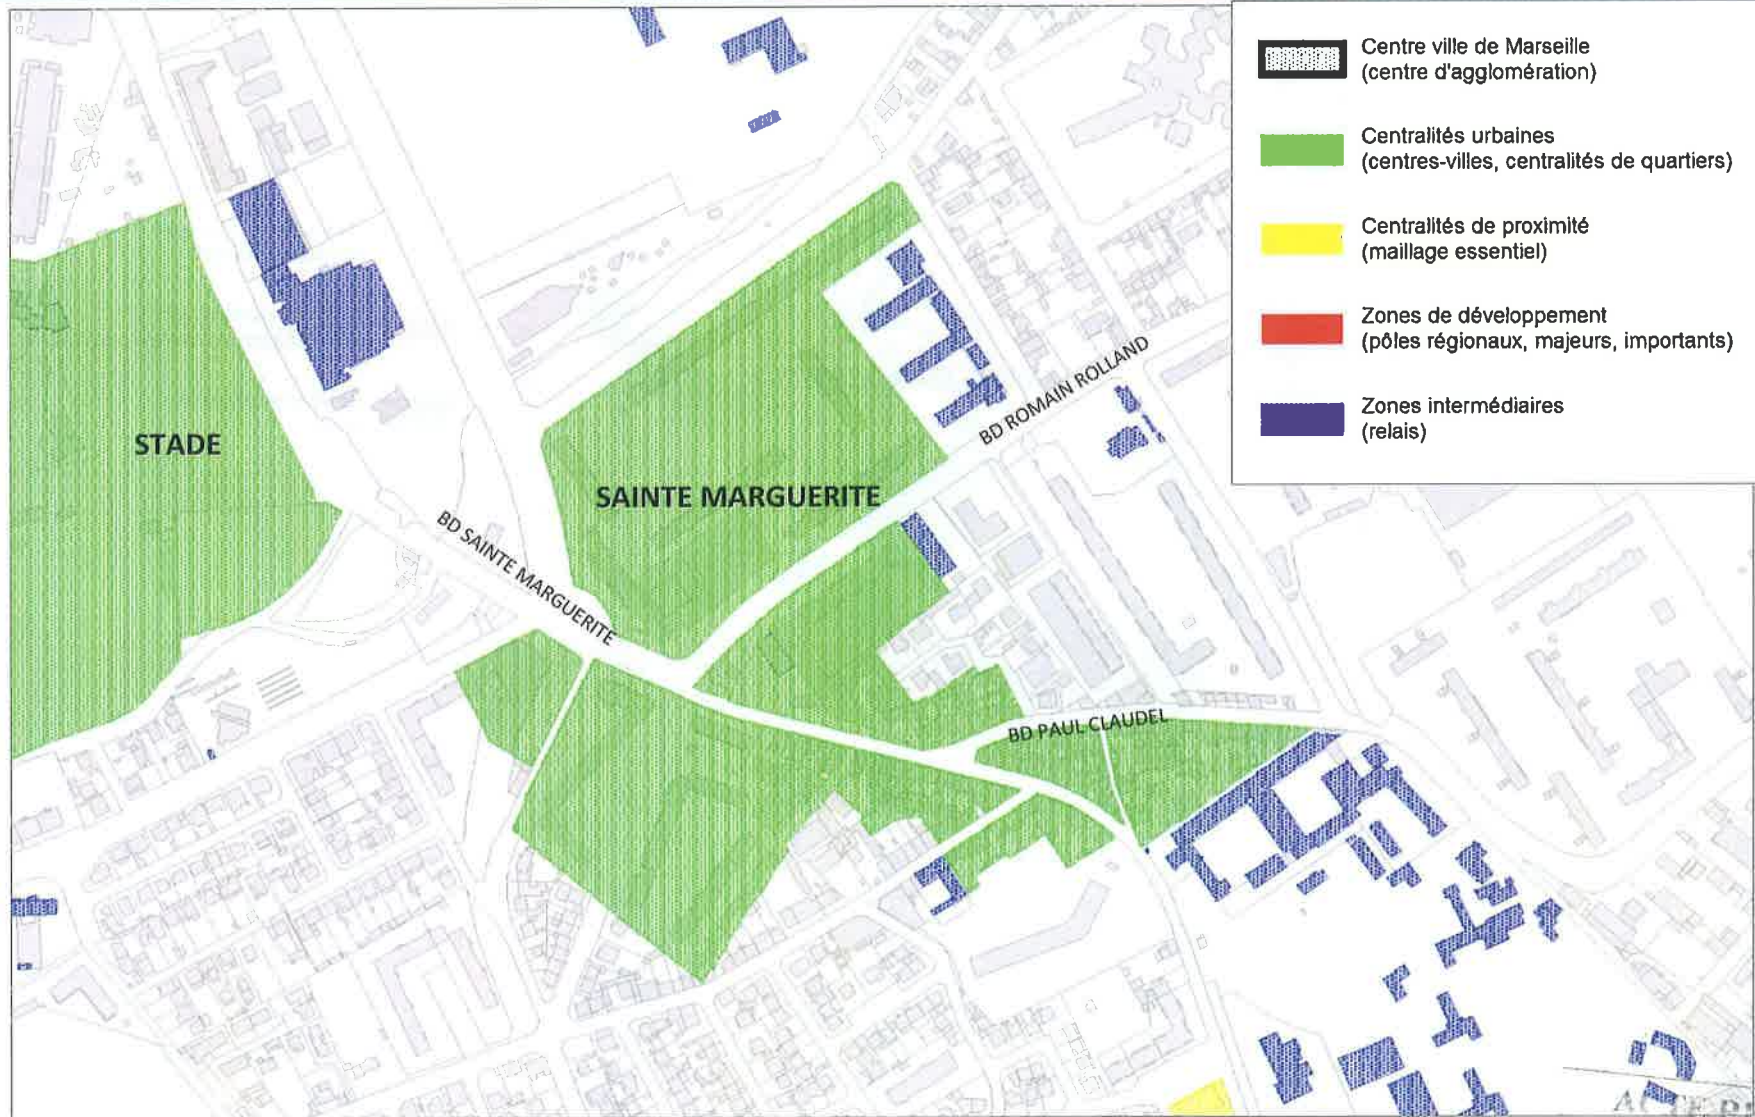 Centre ville de Marseille
(centre d'agglomération)
Centralités urbaines
(centres-villes, centralités de quartiers)
Centralités de proximité
(maillage essentiel)
Zones de développement
(pôles régionaux, majeurs, importants)
Zones intermédiaires
(relais)
BD ROMAIN ROLLAND
STADE
SAINTE MARGUERITE
BD SAINTE MARGUERITE
BD PAUL CLAUDEL